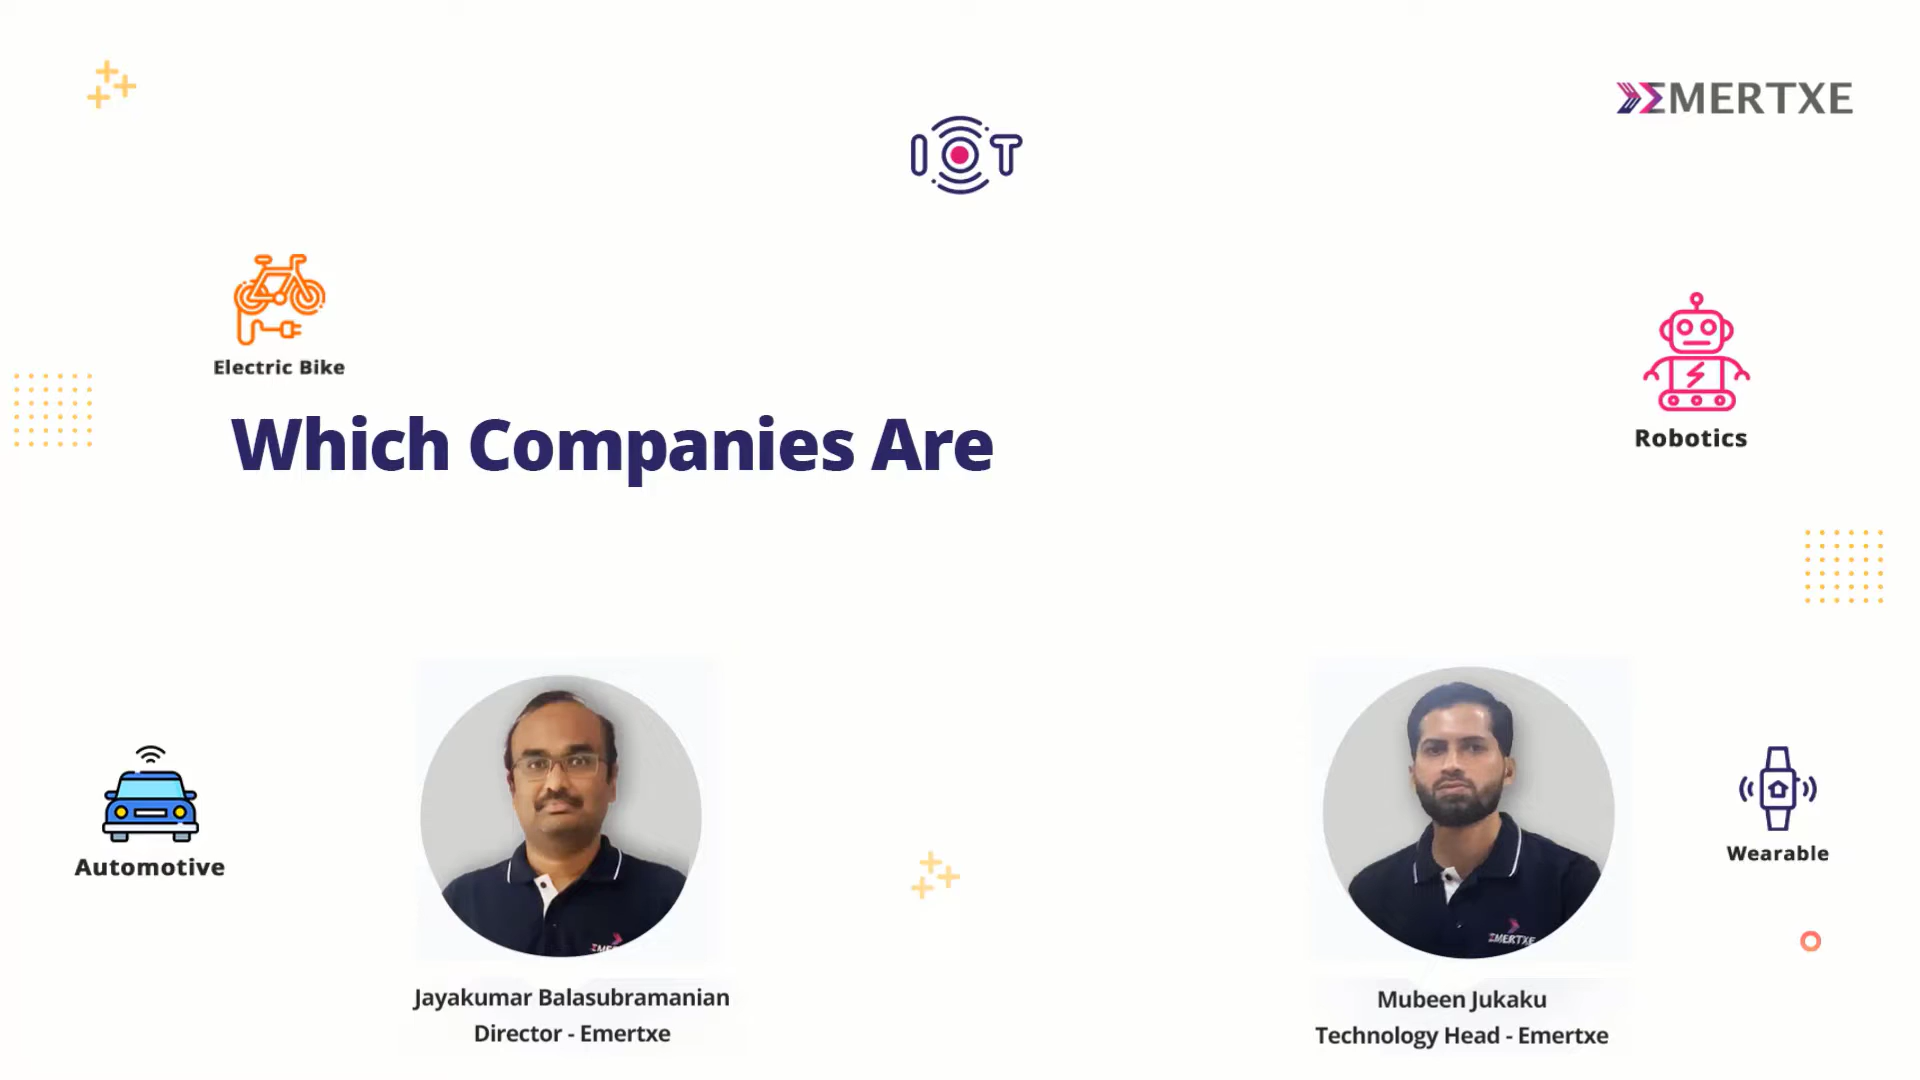 EMERTXE
IOT
Electric Bike
Robotics
Which Companies Are
Automotive
Wearable
EMERTXE
Jayakumar Balasubramanian
Director - Emertxe
Mubeen Jukaku
Technology Head - Emertxe